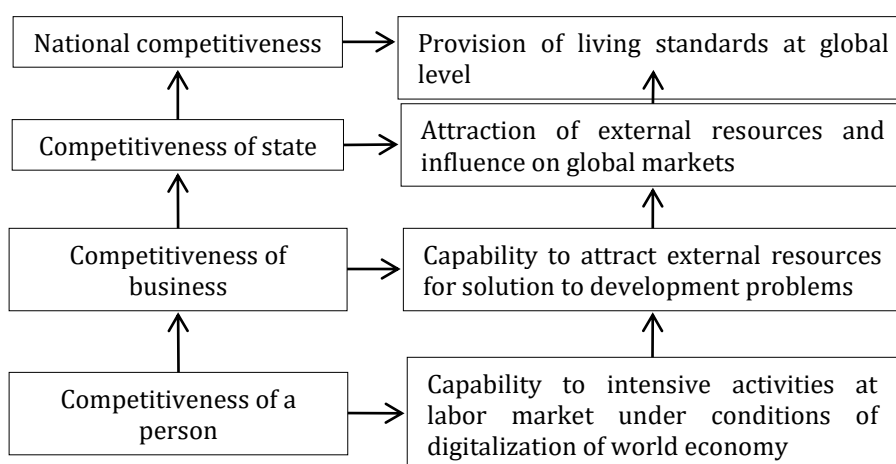 National competitiveness
Provision of living standards at global
level
Competitiveness of state
Attraction of external resources and
influence on global markets
Competitiveness of
business
Capability to attract external resources
for solution to development problems
Competitiveness of a
person
Capability to intensive activities at
labor market under conditions of
digitalization of world economy